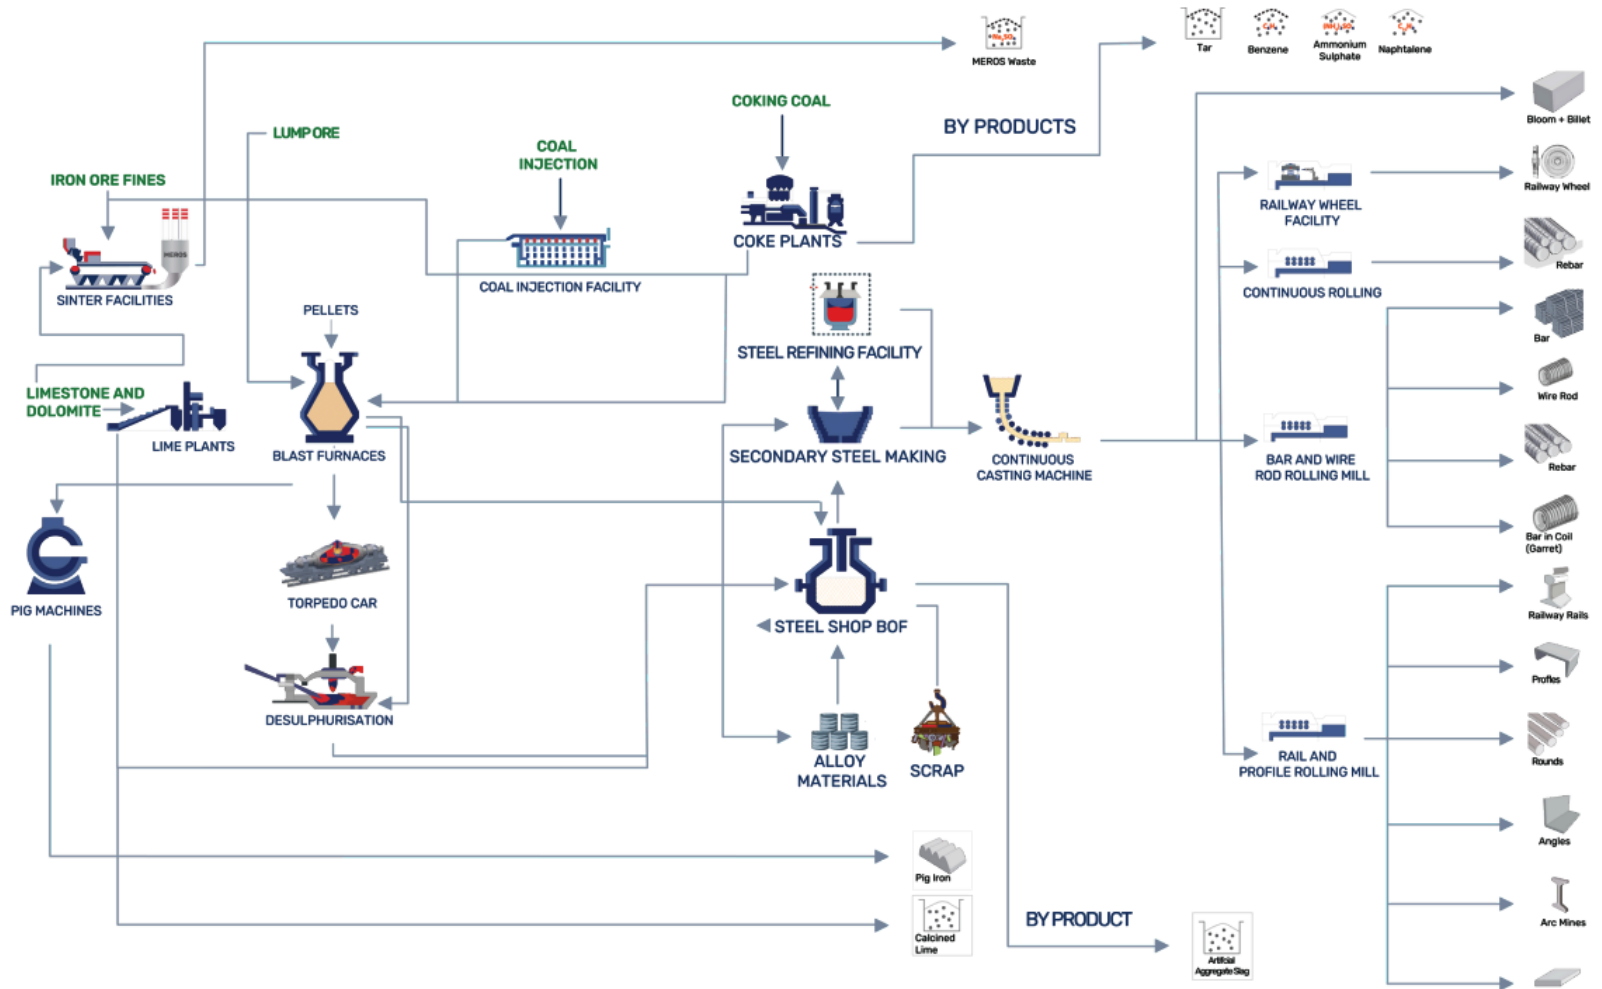 Na₂SO₄
MEROS Waste
Tar
Benzene
Ammonium
Sulphate
Naphtalene
COKING COAL
BY PRODUCTS
LUMP ORE
COAL
INJECTION
IRON ORE FINES
MEROS
SINTER FACILITIES
COKE PLANTS
COAL INJECTION FACILITY
PELLETS
STEEL REFINING FACILITY
LIMESTONE AND
DOLOMITE
LIME PLANTS
BLAST FURNACES
SECONDARY STEEL MAKING
CONTINUOUS
CASTING MACHINE
PIG MACHINES
TORPEDO CAR
STEEL SHOP BOF
DESULPHURISATION
ALLOY
MATERIALS
SCRAP
Pig Iron
Calcined
Lime
BY PRODUCT
Artifcial
Aggregate Slag
RAILWAY WHEEL
FACILITY
CONTINUOUS ROLLING
BAR AND WIRE
ROD ROLLING MILL
RAIL AND
PROFILE ROLLING MILL
Bloom + Billet
Railway Wheel
Rebar
Bar
Wire Rod
Rebar
Bar in Coil
(Garret)
Railway Rails
Profles
Rounds
Angles
Arc Mines